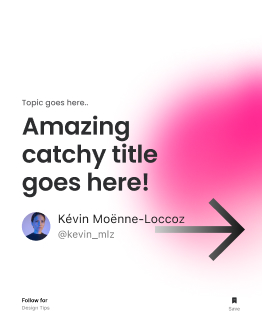 Topic goes here..
Amazing
catchy title
goes here!
Kévin Moënne-Loccoz
@kevin_mlz
Follow for
Design Tips
Save